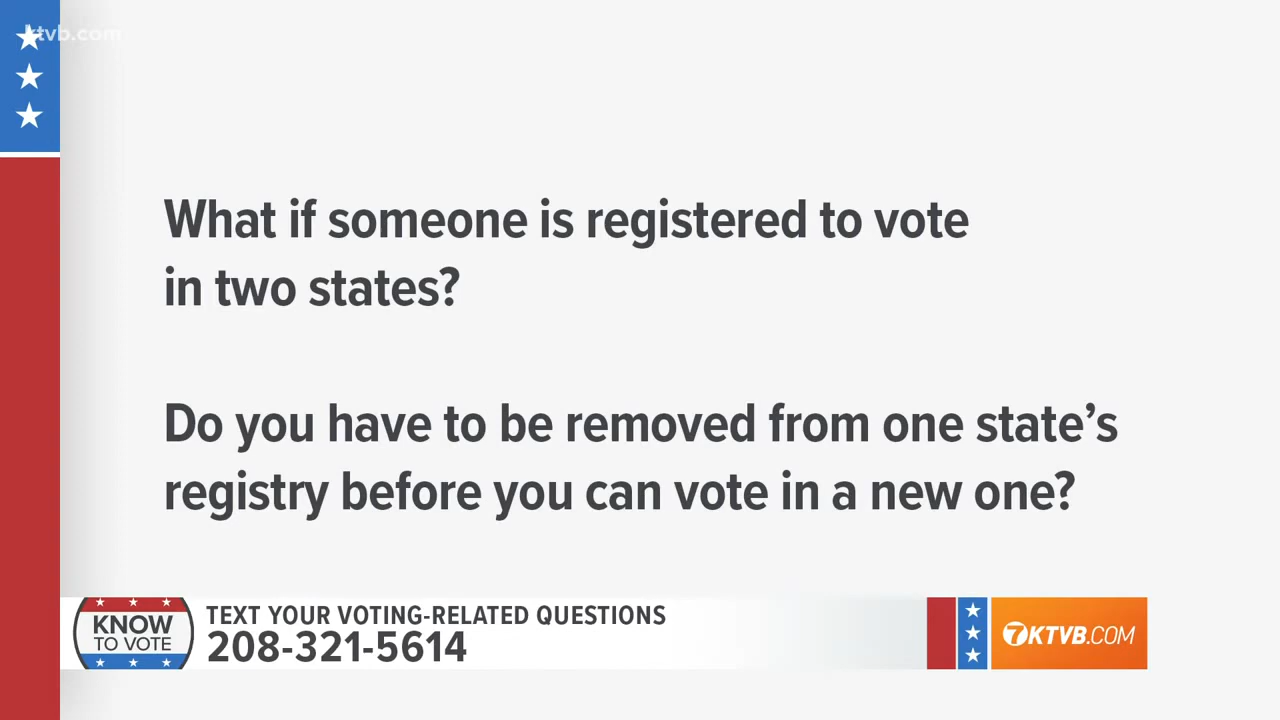 ktvb.com
What if someone is registered to vote
in two states?
Do you have to be removed from one state’s
registry before you can vote in a new one?
KNOW
TO VOTE
TEXT YOUR VOTING-RELATED QUESTIONS
208-321-5614
7KTVB.COM